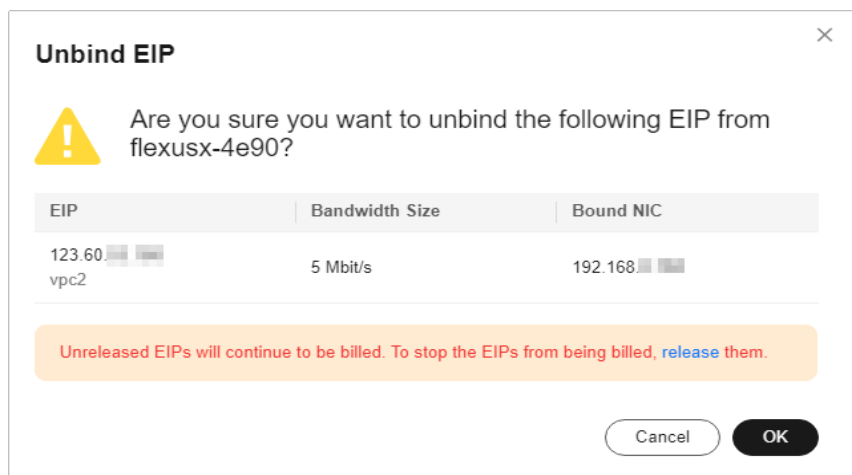 Unbind EIP
Are you sure you want to unbind the following EIP from
flexusx-4e90?
EIP Bandwidth Size Bound NIC
123.60. 5 Mbit/s 192.168.
vpc2
Unreleased EIPs will continue to be billed. To stop the EIPs from being billed, release them.
Cancel OK